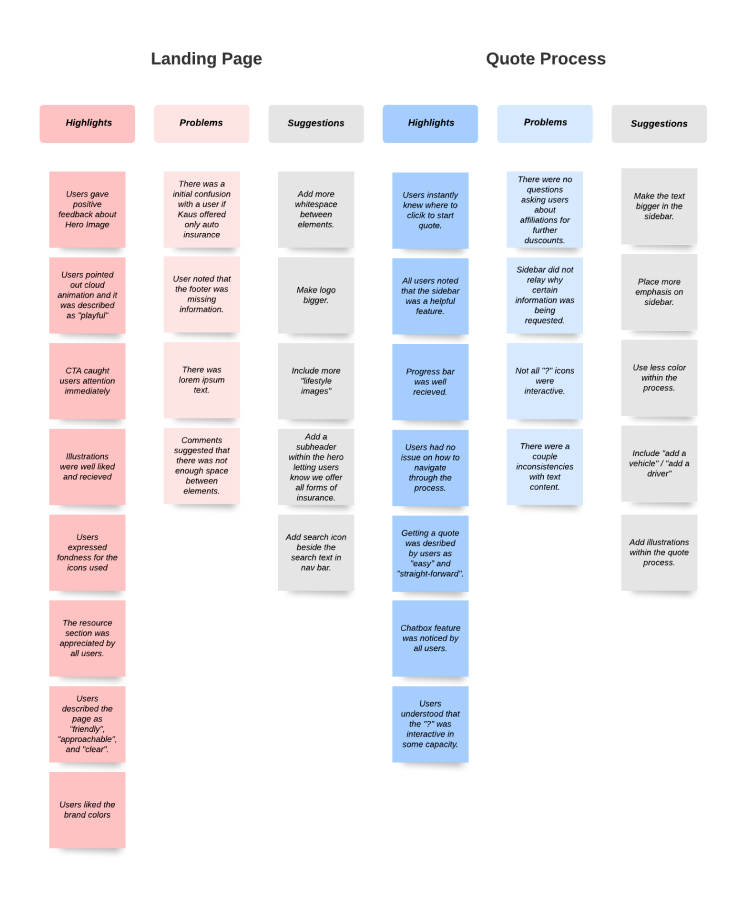 Landing Page
Quote Process
Highlights
Problems
Suggestions
Highlights
Problems
Suggestions
Users gave
positive
feedback about
Hero Image
Users pointed
out cloud
animation and it
was described
as "playful"
CTA caught
users attention
immediately
Illustrations
were well liked
and recieved
Users
expressed
fondness for the
icons used
The resource
section was
appreciated by
all users.
Users
described the
page as
"friendly",
"approachable",
and "clear".
Users liked the
brand colors
There was a
initial confusion
with a user if
Kaus offered
only auto
insurance
User noted that
the footer was
missing
information.
There was
lorem ipsum
text.
Comments
suggested that
there was not
enough space
between
elements.
Add more
whitespace
between
elements.
Make logo
bigger.
Include more
"lifestyle
images"
Add a
subheader
within the hero
letting users
know we offer
all forms of
insurance.
Add search icon
beside the
search text in
nav bar.
Users instantly
knew where to
clicik to start
quote.
All users noted
that the sidebar
was a helpful
feature.
Progress bar
was well
recieved.
Users had no
issue on how to
navigate
through the
process.
Getting a quote
was desribed
by users as
"easy" and
"straight-forward".
Chatbox feature
was noticed by
all users.
Users
understood that
the "?" was
interactive in
some capacity.
There were no
questions
asking users
about
affiliations for
further
duscounts.
Sidebar did not
relay why
certain
information was
being
requested.
Not all "?" icons
were
interactive.
There were a
couple
inconsistencies
with text
content.
Make the text
bigger in the
sidebar.
Place more
emphasis on
sidebar.
Use less color
within the
process.
Include "add a
vehicle" / "add a
driver"
Add illustrations
within the quote
process.